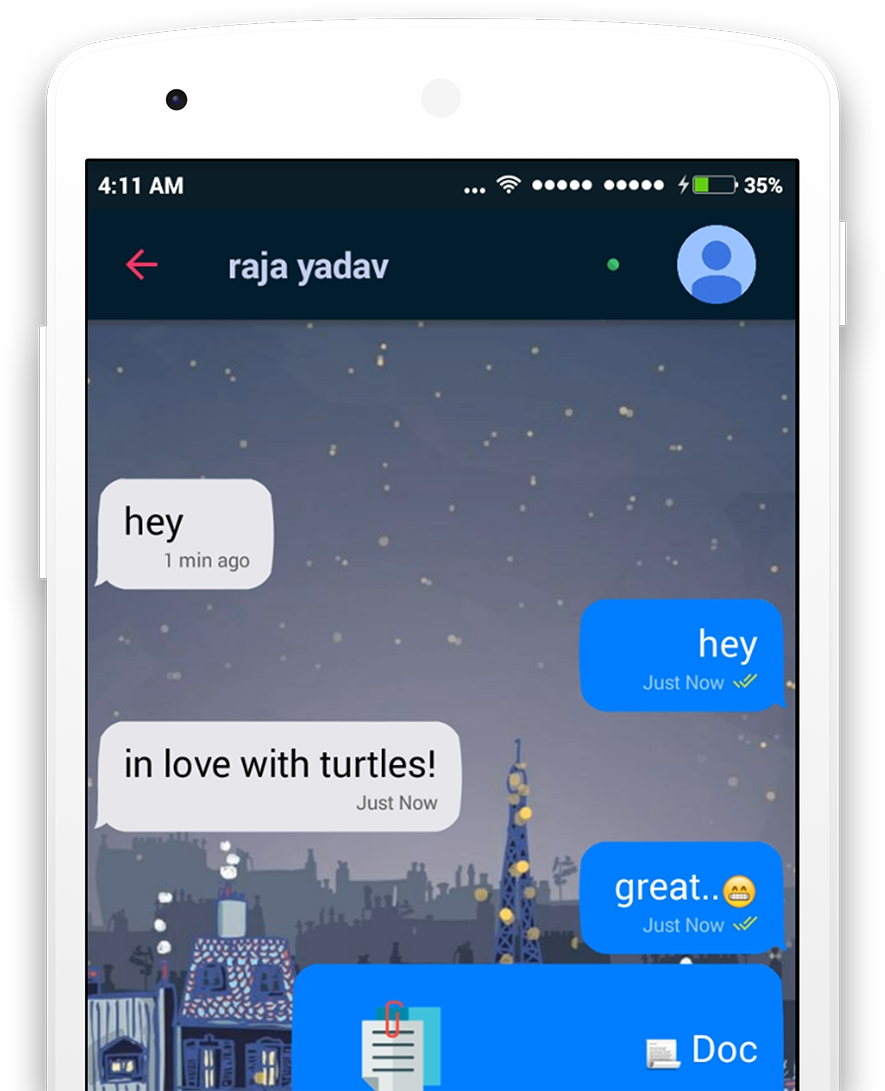 4:11 AM 35%
raja yadav
hey
1 min ago
hey
Just Now
in love with turtles!
Just Now
great..😁
Just Now
📃 Doc